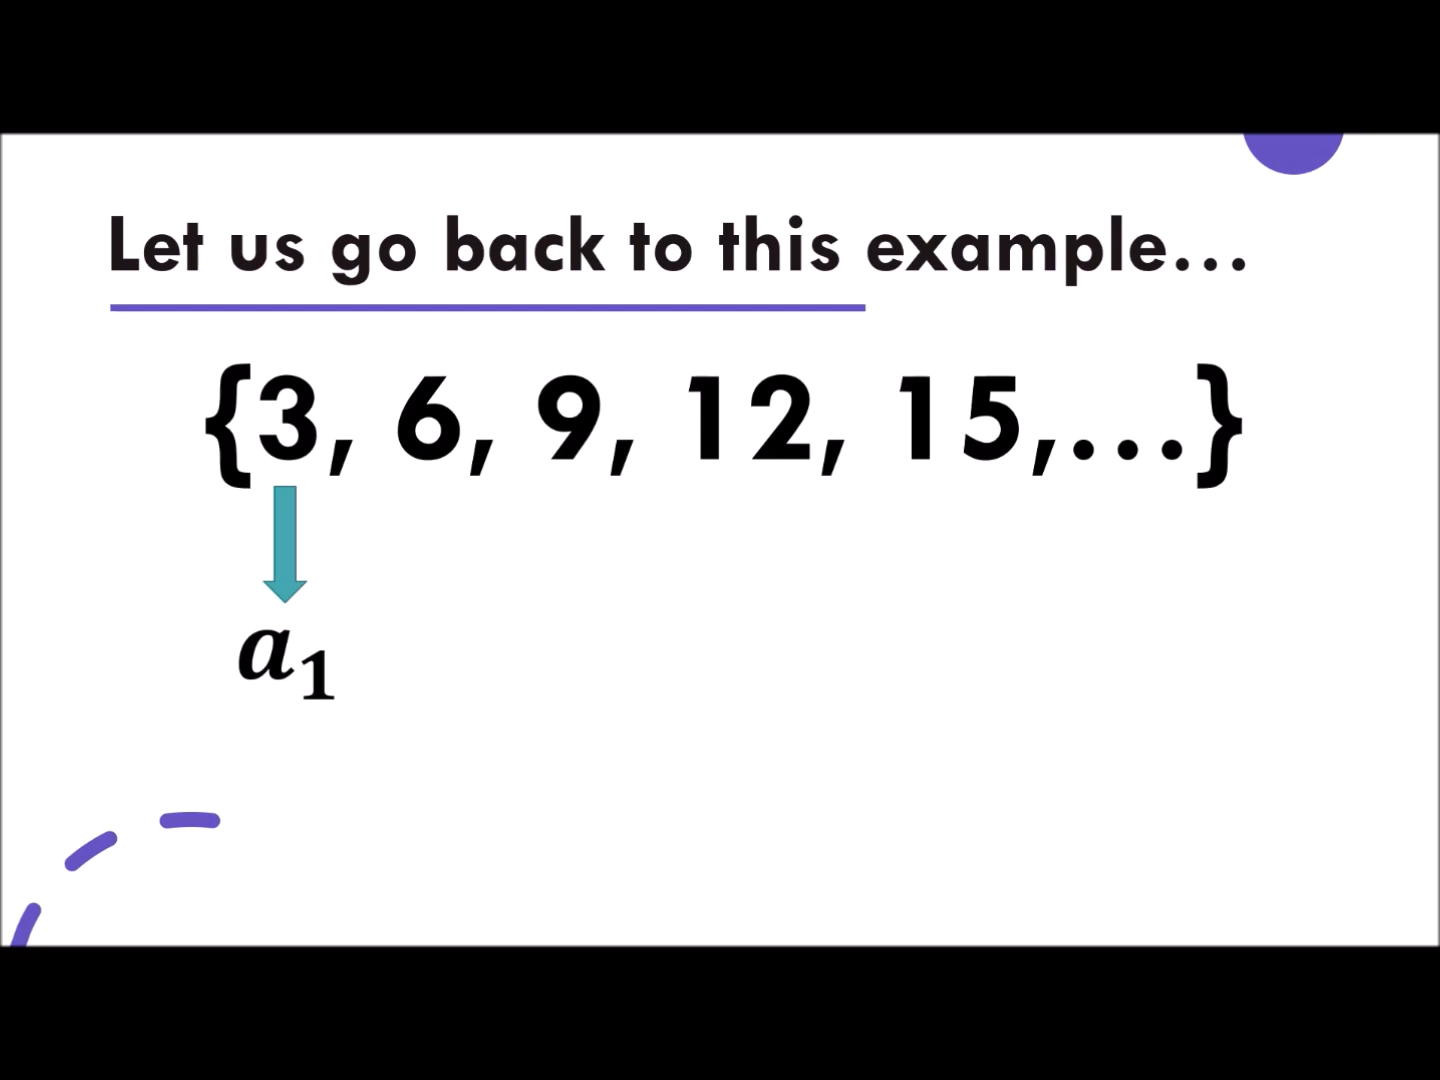 Let us go back to this example...
{3, 6, 9, 12, 15,...}
a₁